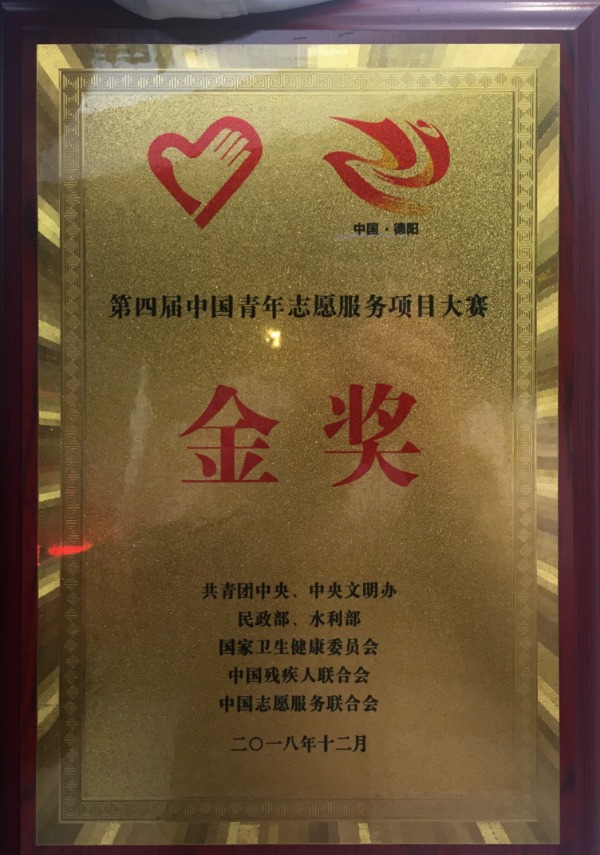 中国·德阳
第四届中国青年志愿服务项目大赛
金奖
共青团中央、中央文明办
民政部、水利部
国家卫生健康委员会
中国残疾人联合会
中国志愿服务联合会
二〇一八年十二月